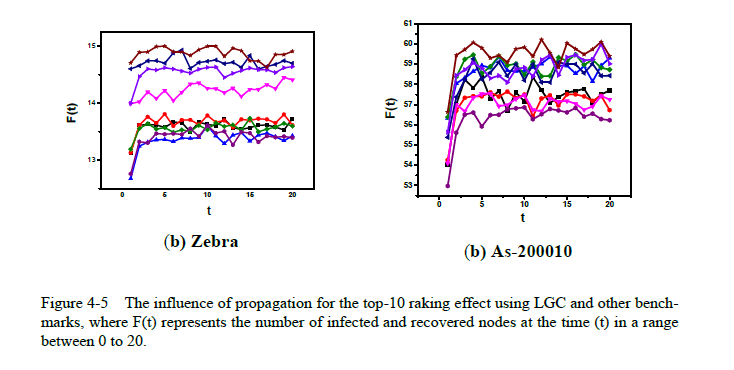 15
14
13
F(t)
0 5 10 15 20
t
(b) Zebra
61
60
59
58
57
56
55
54
53
F(t)
0 5 10 15 20
t
(b) As-200010
Figure 4-5 The influence of propagation for the top-10 raking effect using LGC and other bench-
marks, where F(t) represents the number of infected and recovered nodes at the time (t) in a range
between 0 to 20.